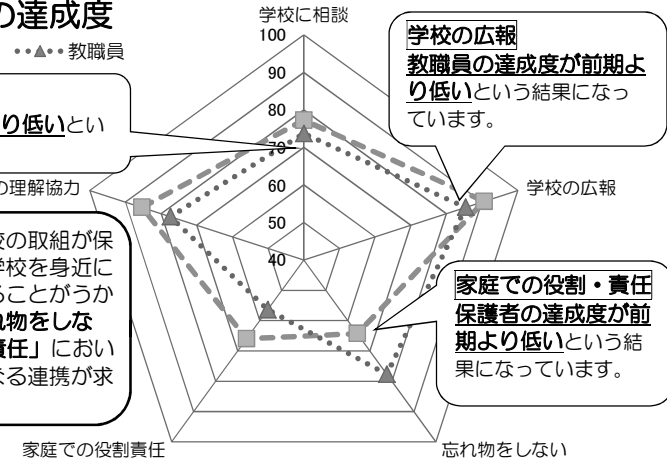 の達成度
教職員
学校に相談
100
90
80
70
60
50
40
学校の広報
教職員の達成度が前期よ
り低いという結果になっ
ています。
り低いとい
の理解協力
学校の広報
校の取組が保
学校を身近に
ることがうか
れ物をしな
責任」におい
なる連携が求
家庭での役割・責任
保護者の達成度が前
期より低いという結
果になっています。
家庭での役割責任
忘れ物をしない